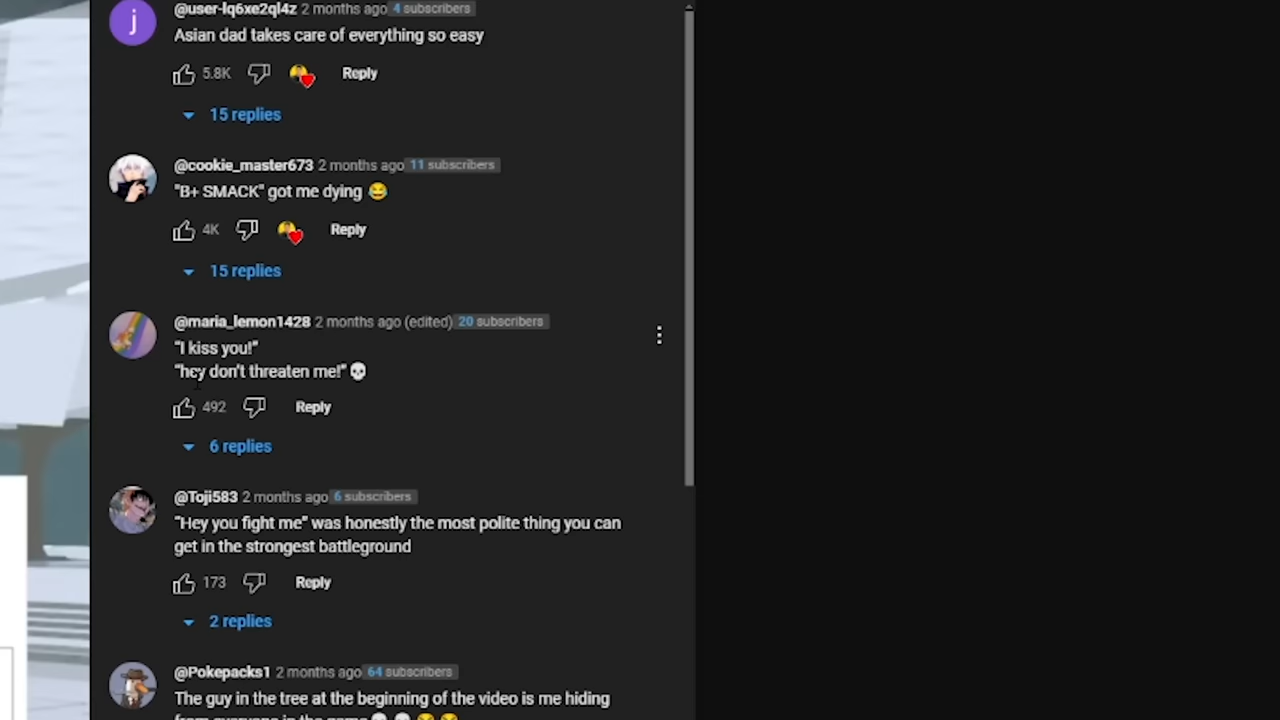 @user-lq6xe2ql4z 2 months ago 4 subscribers
Asian dad takes care of everything so easy
5.8K Reply
15 replies
@cookie_master673 2 months ago 11 subscribers
"B+ SMACK" got me dying 😂
4K Reply
15 replies
@maria_lemon1428 2 months ago (edited) 20 subscribers
“I kiss you!”
“hey don't threaten me!” 💀
492 Reply
6 replies
@Toji583 2 months ago 6 subscribers
“Hey you fight me” was honestly the most polite thing you can
get in the strongest battleground
173 Reply
2 replies
@Pokepacks1 2 months ago 64 subscribers
The guy in the tree at the beginning of the video is me hiding
from everyone in the game